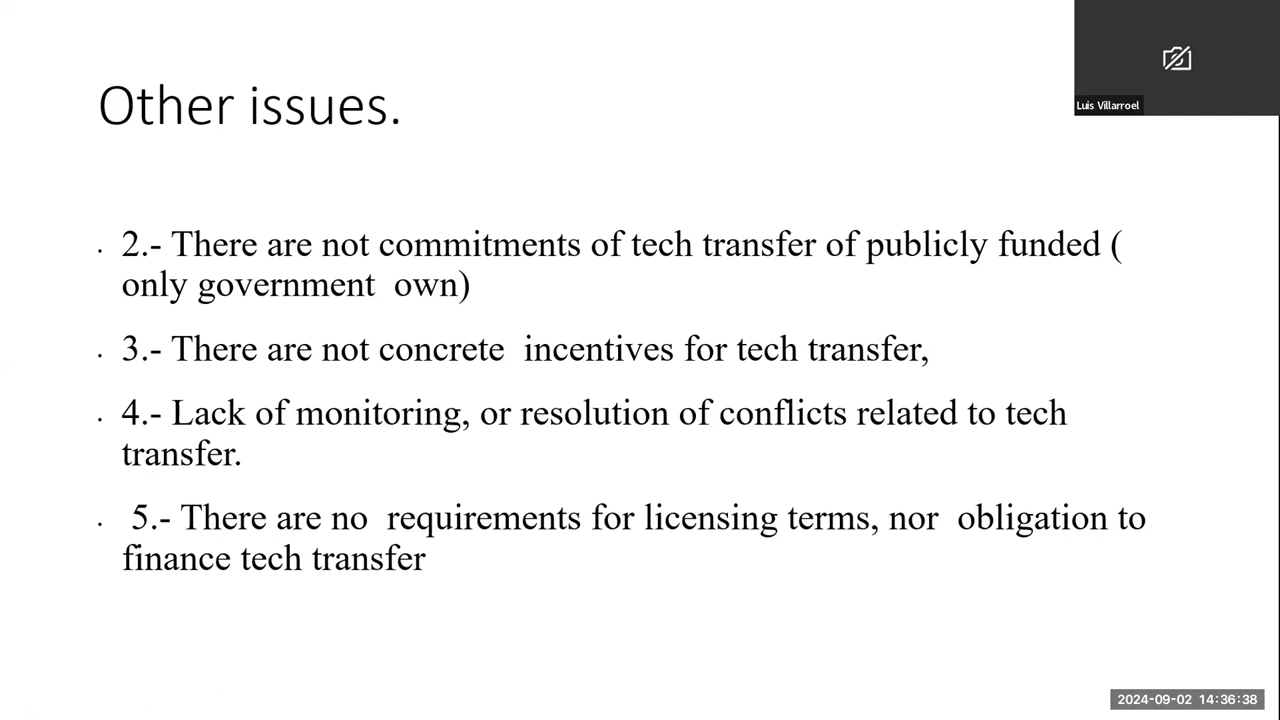 Other issues.
Luis Villarroel
2.- There are not commitments of tech transfer of publicly funded (
only government  own)
3.- There are not concrete  incentives for tech transfer,
4.- Lack of monitoring, or resolution of conflicts related to tech
transfer.
5.- There are no  requirements for licensing terms, nor  obligation to
finance tech transfer
2024-09-02 14:36:38